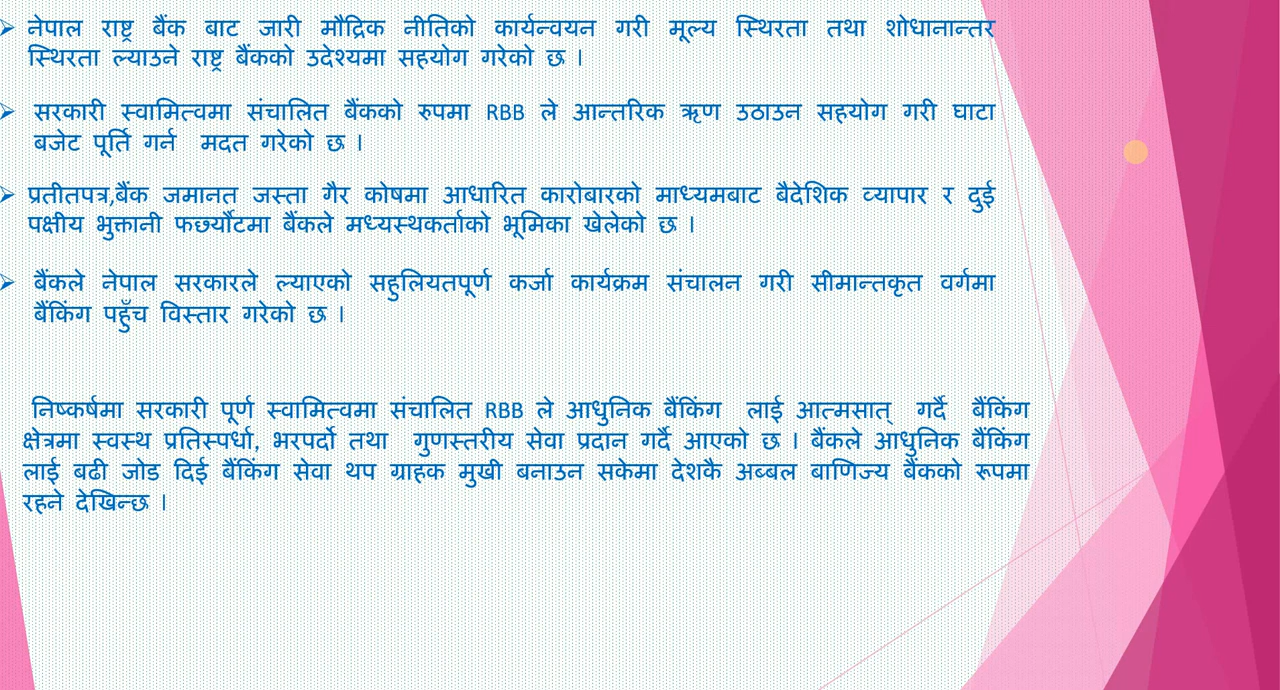 ➢ नेपाल राष्ट्र बैंक बाट जारी मौद्रिक नीतिको कार्यन्वयन गरी मूल्य स्थिरता तथा शोधानान्तर
स्थिरता ल्याउने राष्ट्र बैंकको उदेश्यमा सहयोग गरेको छ ।
➢ सरकारी स्वामित्वमा संचालित बैंकको रुपमा RBB ले आन्तरिक ऋण उठाउन सहयोग गरी घाटा
बजेट पूर्ति गर्न मदत गरेको छ ।
➢ प्रतीतपत्र,बैंक जमानत जस्ता गैर कोषमा आधारित कारोबारको माध्यमबाट बैदेशिक व्यापार र दुई
पक्षीय भुक्तानी फर्छ्यौटमा बैंकले मध्यस्थकर्ताको भूमिका खेलेको छ ।
➢ बैंकले नेपाल सरकारले ल्याएको सहुलियतपूर्ण कर्जा कार्यक्रम संचालन गरी सीमान्तकृत वर्गमा
बैंकिंग पहुँच विस्तार गरेको छ ।
निष्कर्षमा सरकारी पूर्ण स्वामित्वमा संचालित RBB ले आधुनिक बैंकिंग लाई आत्मसात् गर्दै बैंकिंग
क्षेत्रमा स्वस्थ प्रतिस्पर्धा, भरपर्दो तथा गुणस्तरीय सेवा प्रदान गर्दै आएको छ । बैंकले आधुनिक बैंकिंग
लाई बढी जोड दिई बैंकिंग सेवा थप ग्राहक मुखी बनाउन सकेमा देशकै अब्बल बाणिज्य बैंकको रूपमा
रहने देखिन्छ ।